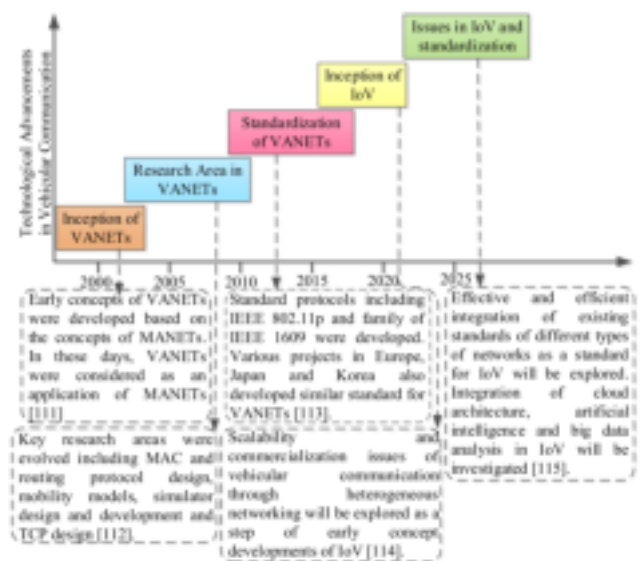 Issues in IoV and
standardization
Inception of
IoV
Standardization
of VANETs
Research Area in
VANETs
Inception of
VANETs
Technological Advancements
in Vehicular Communication
2000
2005
2010
2015
2020
2025
Early concepts of VANETs
were developed based on
the concepts of MANETs.
In these days, VANETs
were considered as an
application of MANETs
[111]
Standard protocols including
IEEE 802.11p and family of
IEEE 1609 were developed.
Various projects in Europe,
Japan and Korea also
developed similar standard for
VANETs [113].
Effective and efficient
integration of existing
standards of different types
of networks as a standard
for IoV will be explored.
Integration of cloud
architecture, artificial
intelligence and big data
analysis in IoV will be
investigated [115].
Key research areas were
evolved including MAC and
routing protocol design,
mobility models, simulator
design and development and
TCP design [112].
Scalability and
commercialization issues of
vehicular communication
through heterogeneous
networking will be explored as a
step of early concept
developments of IoV [114].